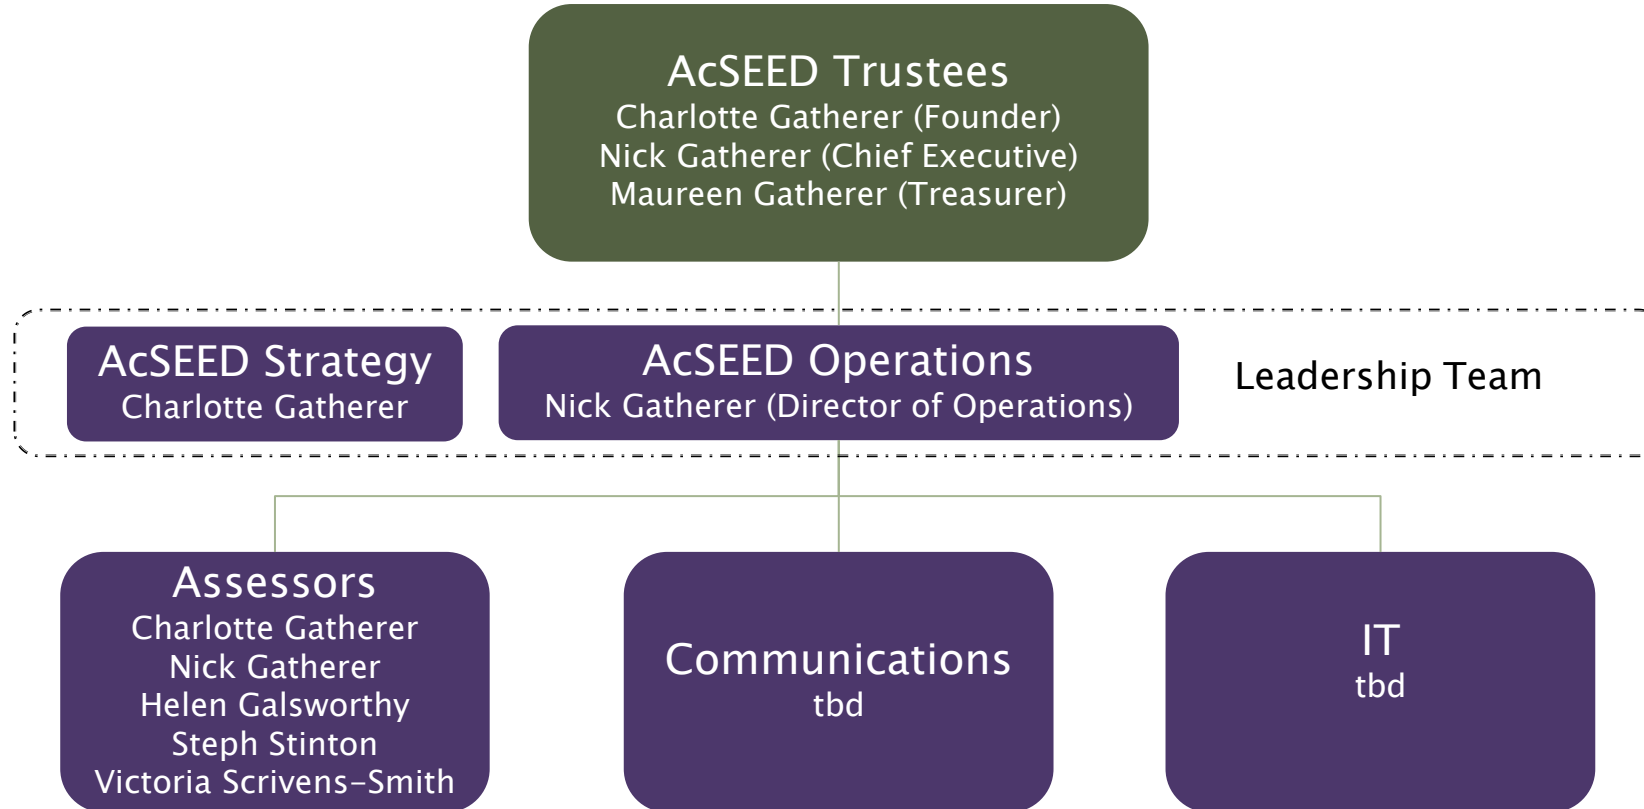 AcSEED Trustees
Charlotte Gatherer (Founder)
Nick Gatherer (Chief Executive)
Maureen Gatherer (Treasurer)
AcSEED Strategy
Charlotte Gatherer
AcSEED Operations
Nick Gatherer (Director of Operations)
Leadership Team
Assessors
Charlotte Gatherer
Nick Gatherer
Helen Galsworthy
Steph Stinton
Victoria Scrivens-Smith
Communications
tbd
IT
tbd